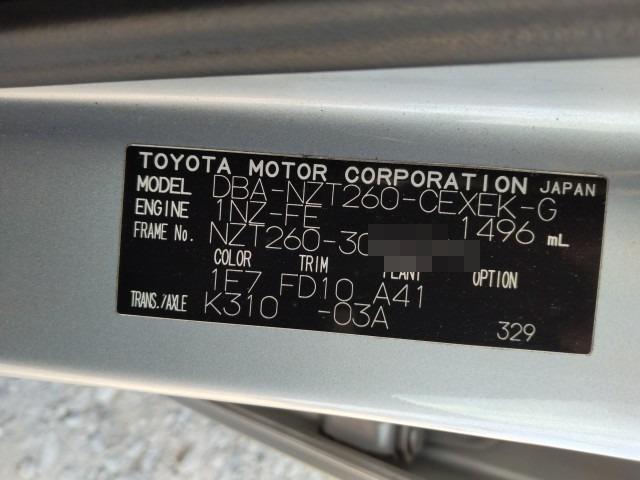 TOYOTA MOTOR CORPORATION JAPAN
MODEL DBA-NZT260-CEXEK-G
ENGINE 1NZ-FE 1496 mL
FRAME No. NZT260-30
COLOR TRIM PLANT OPTION
1E7 FD10 A41
TRANS./AXLE K310 -03A
329